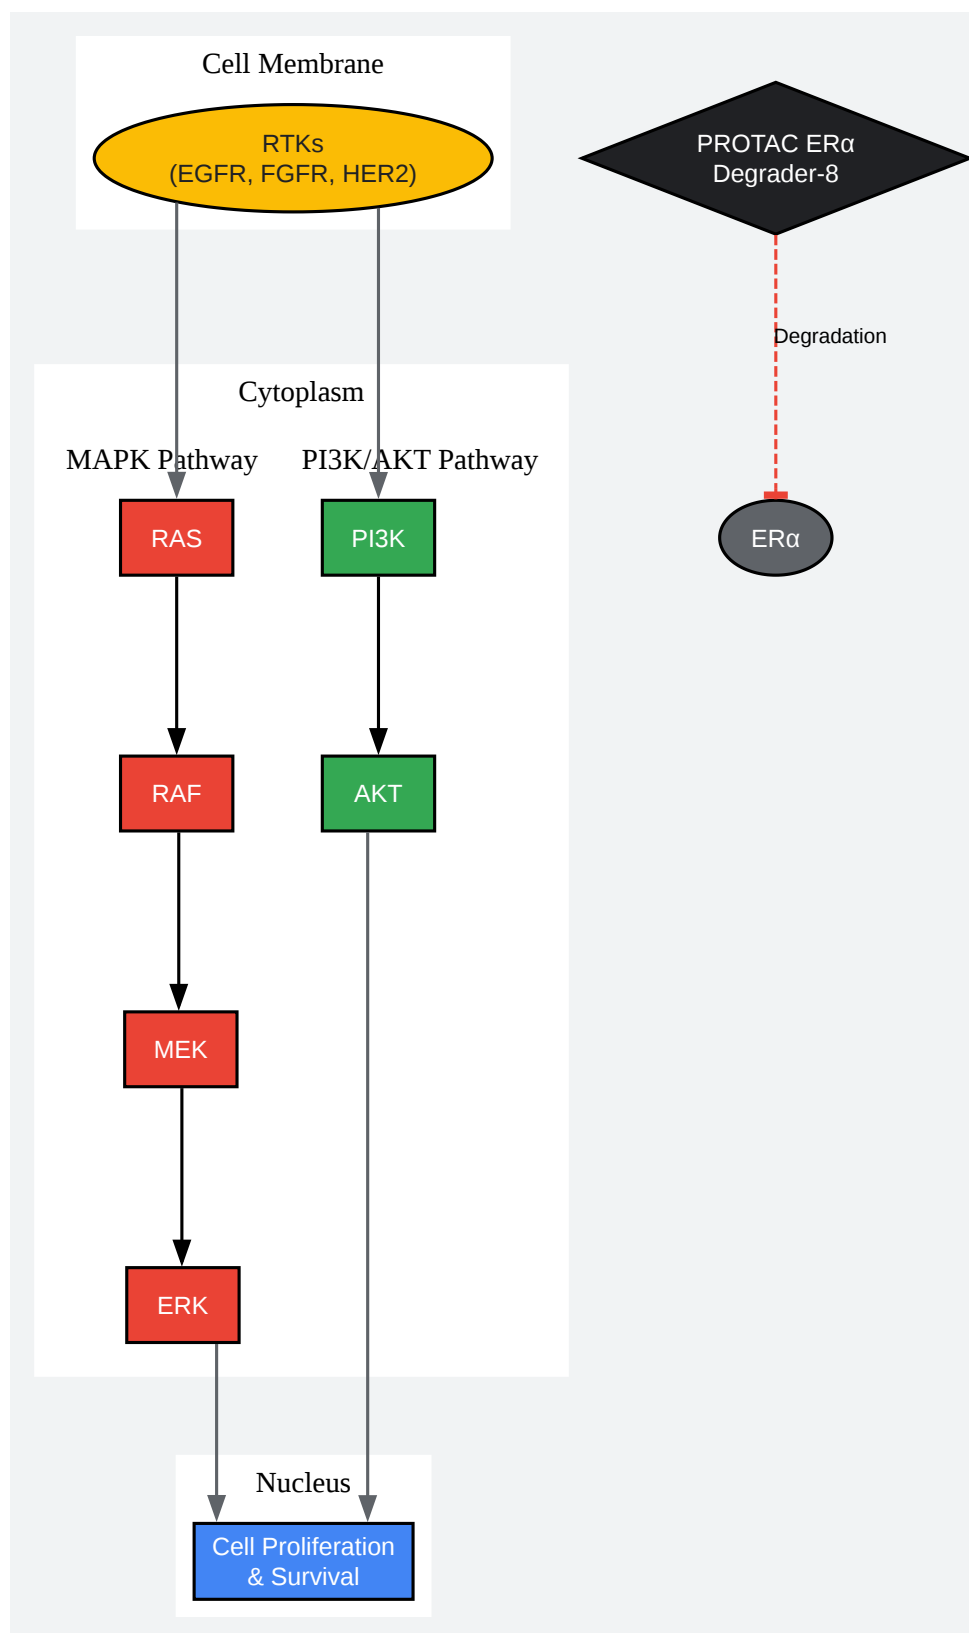 Cell Membrane
RTKs
(EGFR, FGFR, HER2)
PROTAC ERα
Degrader-8
Degradation
Cytoplasm
MAPK Pathway
PI3K/AKT Pathway
RAS
PI3K
ERα
RAF
AKT
MEK
ERK
Nucleus
Cell Proliferation
& Survival